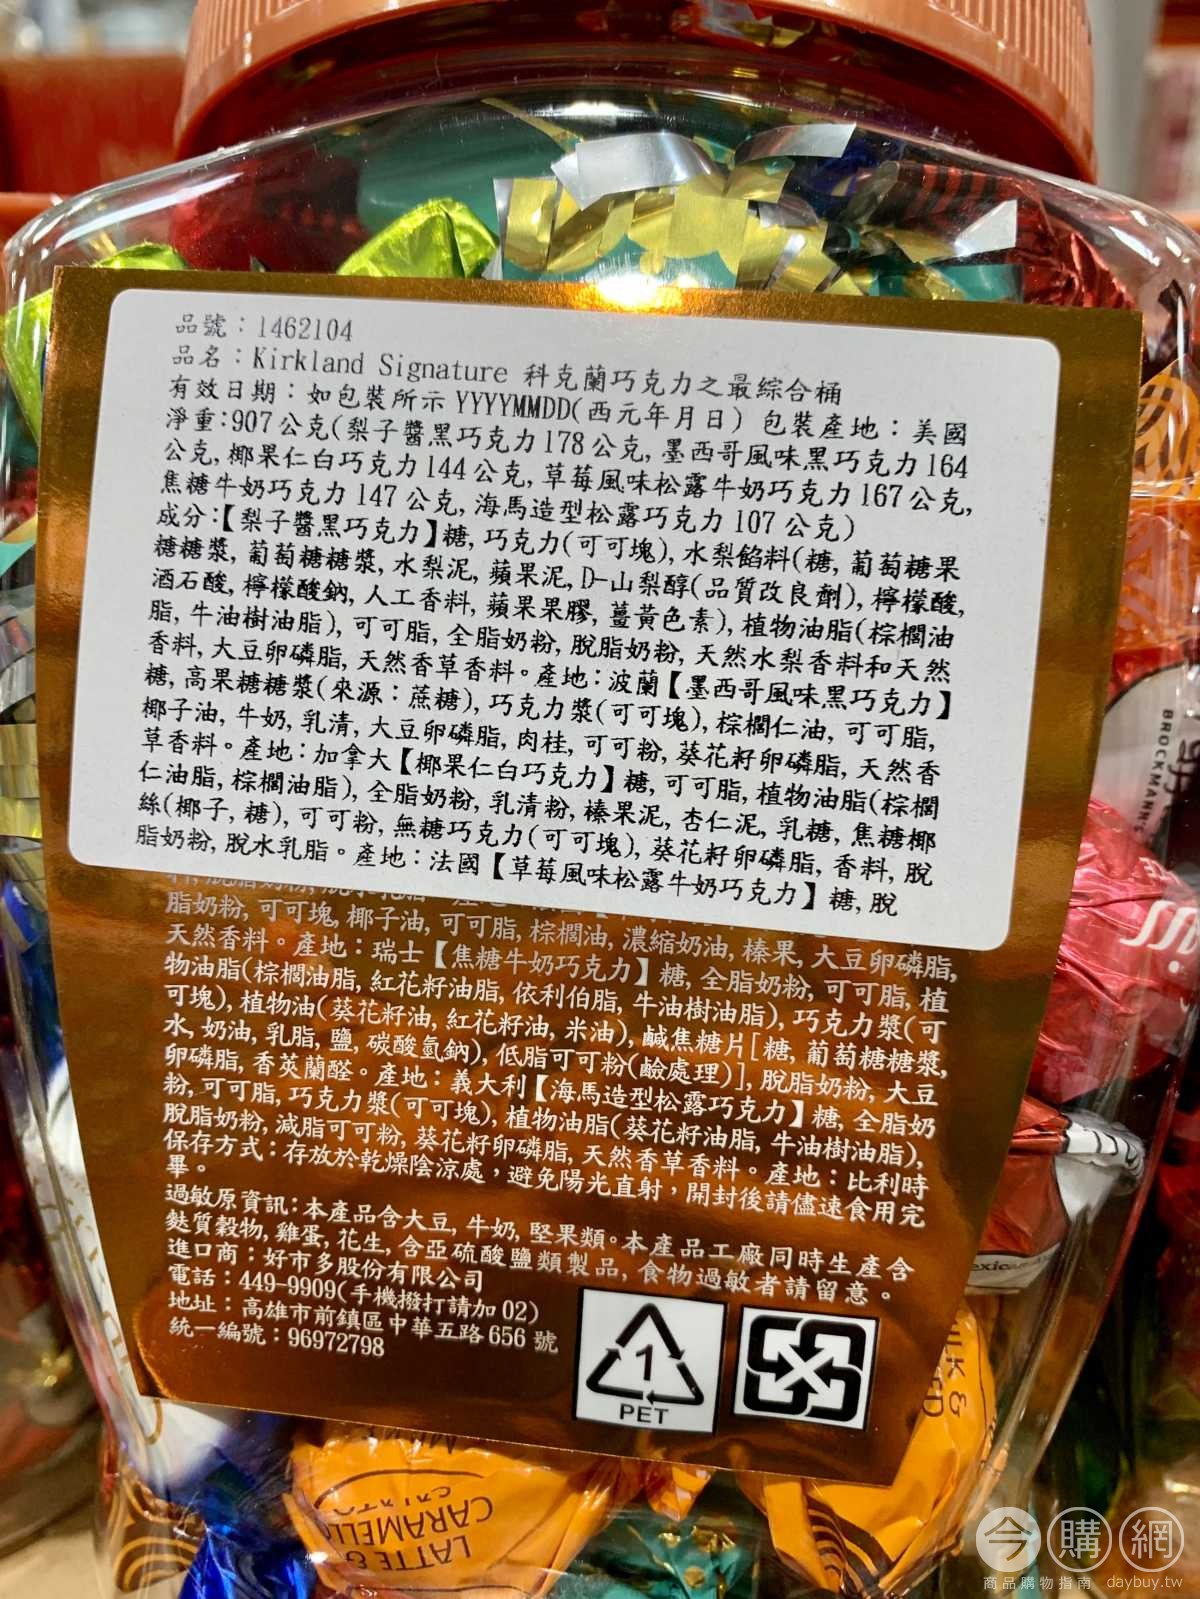 品號：1462104
品名：Kirkland Signature 科克蘭巧克力之最綜合桶
有效日期：如包裝所示 YYYYMMDD(西元年月日) 包裝產地：美國
淨重:907公克(梨子醬黑巧克力178公克, 墨西哥風味黑巧克力164
公克, 椰果仁白巧克力144公克, 草莓風味松露牛奶巧克力167公克,
焦糖牛奶巧克力147公克, 海馬造型松露巧克力107公克)
成分:【梨子醬黑巧克力】糖, 巧克力(可可塊), 水梨餡料(糖, 葡萄糖果
糖糖漿, 葡萄糖糖漿, 水梨泥, 蘋果泥, D-山梨醇(品質改良劑), 檸檬酸,
酒石酸, 檸檬酸鈉, 人工香料, 蘋果果膠, 薑黃色素), 植物油脂(棕櫚油
脂, 牛油樹油脂), 可可脂, 全脂奶粉, 脫脂奶粉, 天然水梨香料和天然
香料, 大豆卵磷脂, 天然香草香料。產地：波蘭【墨西哥風味黑巧克力】
糖, 高果糖糖漿(來源：蔗糖), 巧克力漿(可可塊), 棕櫚仁油, 可可脂,
椰子油, 牛奶, 乳清, 大豆卵磷脂, 肉桂, 可可粉, 葵花籽卵磷脂, 天然香
草香料。產地：加拿大【椰果仁白巧克力】糖, 可可脂, 植物油脂(棕櫚
仁油脂, 棕櫚油脂), 全脂奶粉, 乳清粉, 榛果泥, 杏仁泥, 乳糖, 焦糖椰
絲(椰子, 糖), 可可粉, 無糖巧克力(可可塊), 葵花籽卵磷脂, 香料, 脫
脂奶粉, 脫水乳脂。產地：法國【草莓風味松露牛奶巧克力】糖, 脫
脂奶粉, 可可塊, 椰子油, 可可脂, 棕櫚油, 濃縮奶油, 榛果, 大豆卵磷脂,
天然香料。產地：瑞士【焦糖牛奶巧克力】糖, 全脂奶粉, 可可脂, 植
物油脂(棕櫚油脂, 紅花籽油脂, 依利伯脂, 牛油樹油脂), 巧克力漿(可
可塊), 植物油(葵花籽油, 紅花籽油, 米油), 鹹焦糖片[糖, 葡萄糖糖漿,
水, 奶油, 乳脂, 鹽, 碳酸氫鈉), 低脂可可粉(鹼處理)], 脫脂奶粉, 大豆
卵磷脂, 香莢蘭醛。產地：義大利【海馬造型松露巧克力】糖, 全脂奶
粉, 可可脂, 巧克力漿(可可塊), 植物油脂(葵花籽油脂, 牛油樹油脂),
脫脂奶粉, 減脂可可粉, 葵花籽卵磷脂, 天然香草香料。產地：比利時
保存方式：存放於乾燥陰涼處，避免陽光直射，開封後請儘速食用完
畢。
過敏原資訊:本產品含大豆, 牛奶, 堅果類。本產品工廠同時生產含
麩質穀物, 雞蛋, 花生, 含亞硫酸鹽類製品, 食物過敏者請留意。
進口商：好市多股份有限公司
電話：449-9909(手機撥打請加02)
地址：高雄市前鎮區中華五路656號
統一編號：96972798
1
PET
BROCKMANN'S
LATTE &
CARAMELLO
今購網
商品購物指南 daybuy.tw